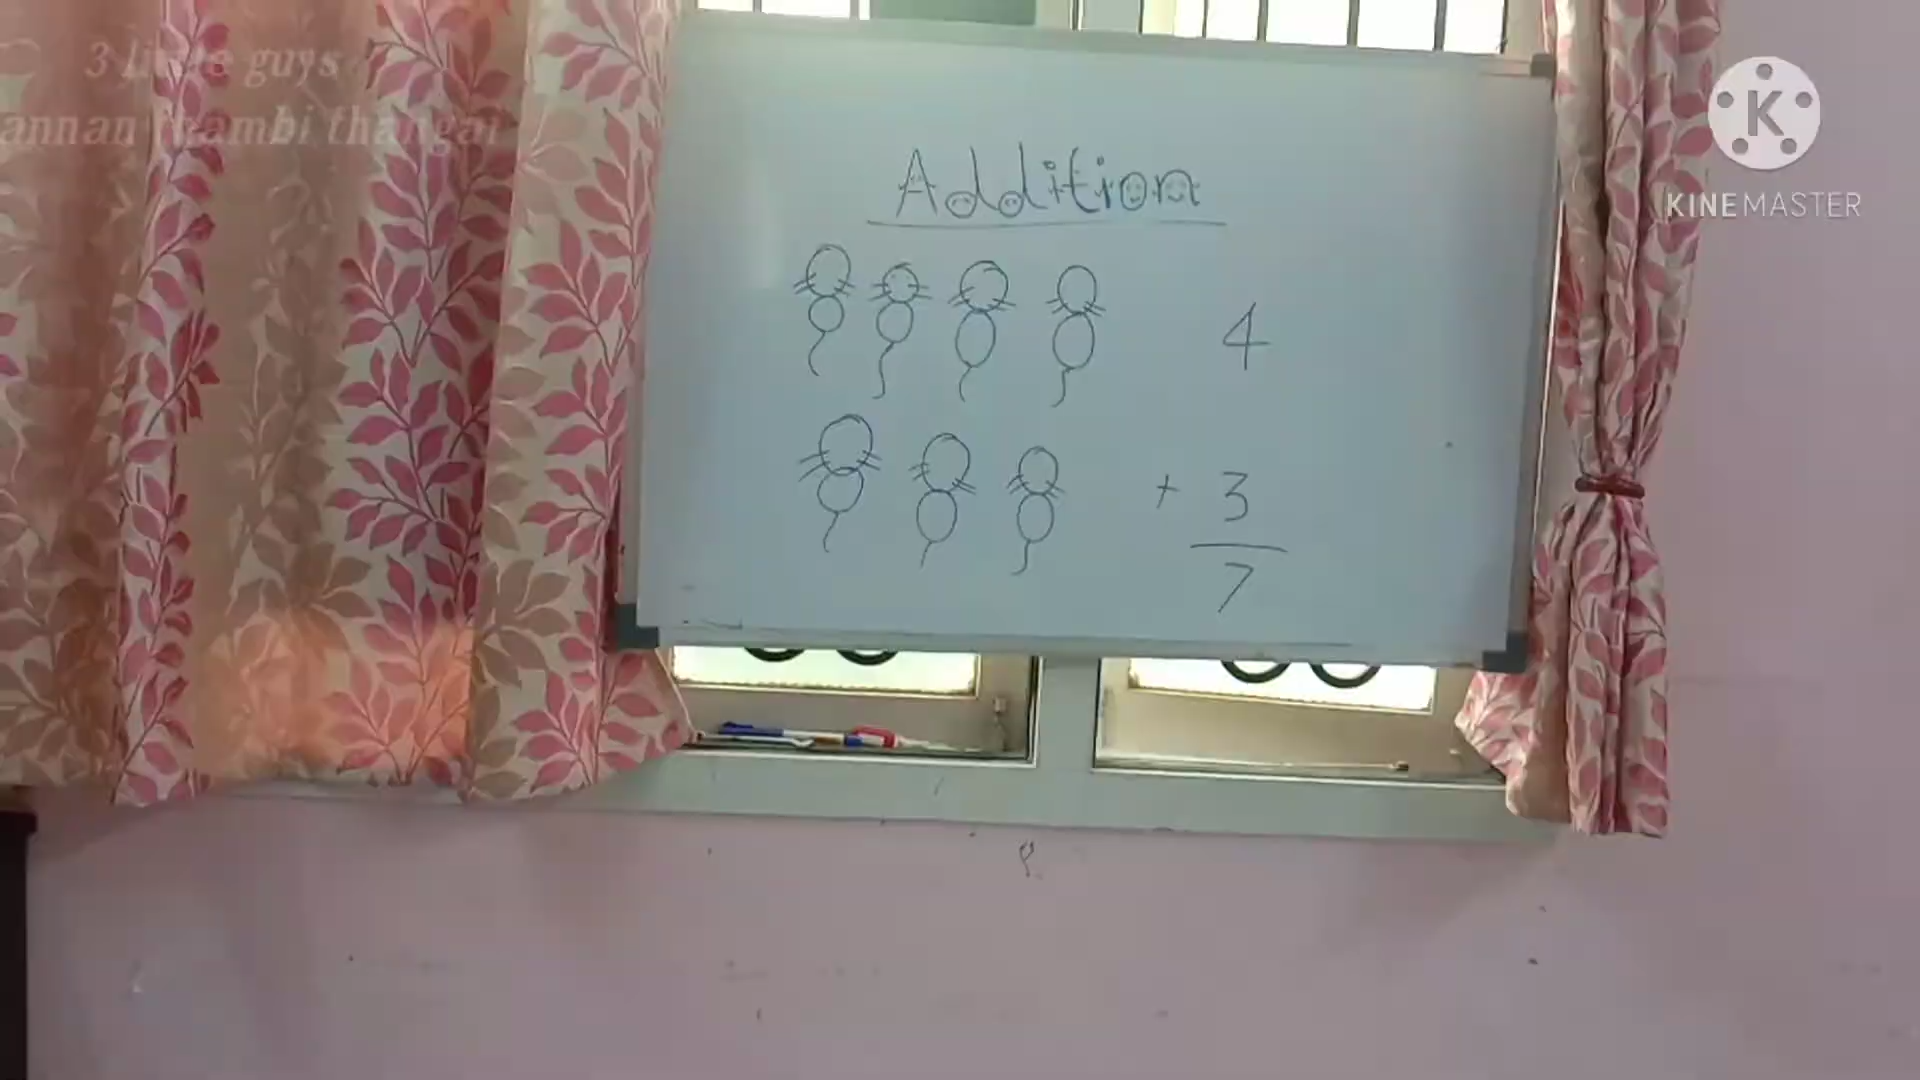 3 Little guys
annan thambi thangai
K
KINEMASTER
Addition
4
+ 3
7